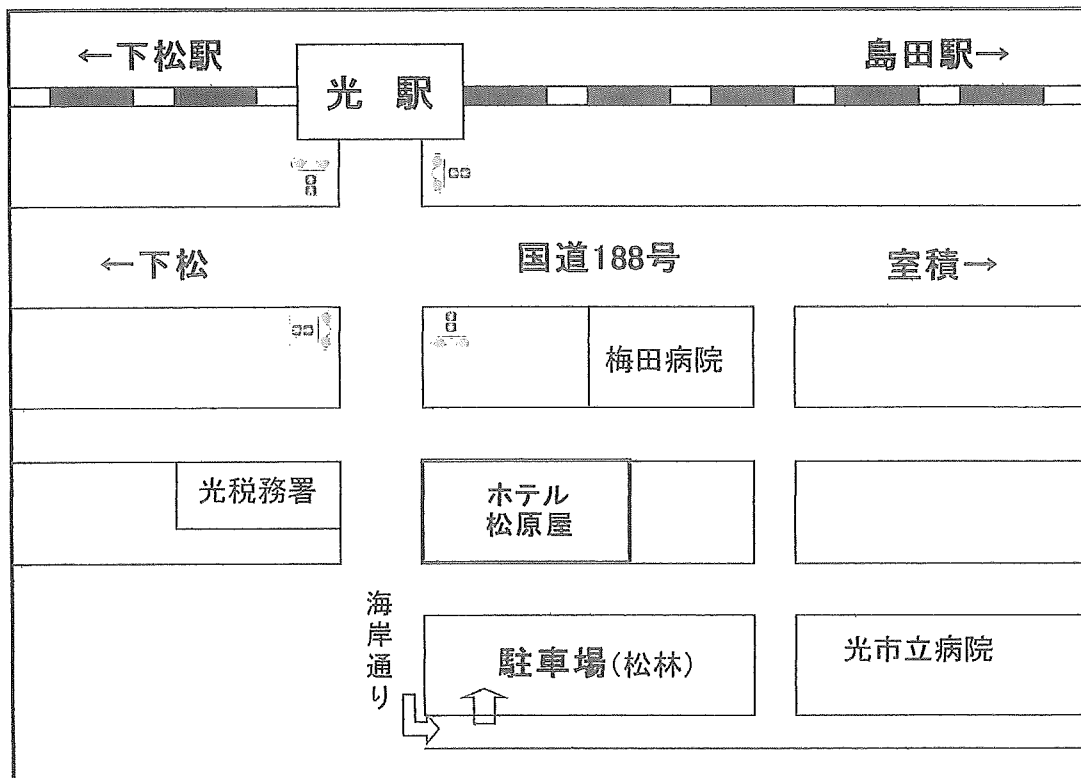 ←下松駅
光 駅
島田駅→
←下松
国道188号
室積→
梅田病院
光税務署
ホテル
松原屋
海岸通り
駐車場(松林)
光市立病院